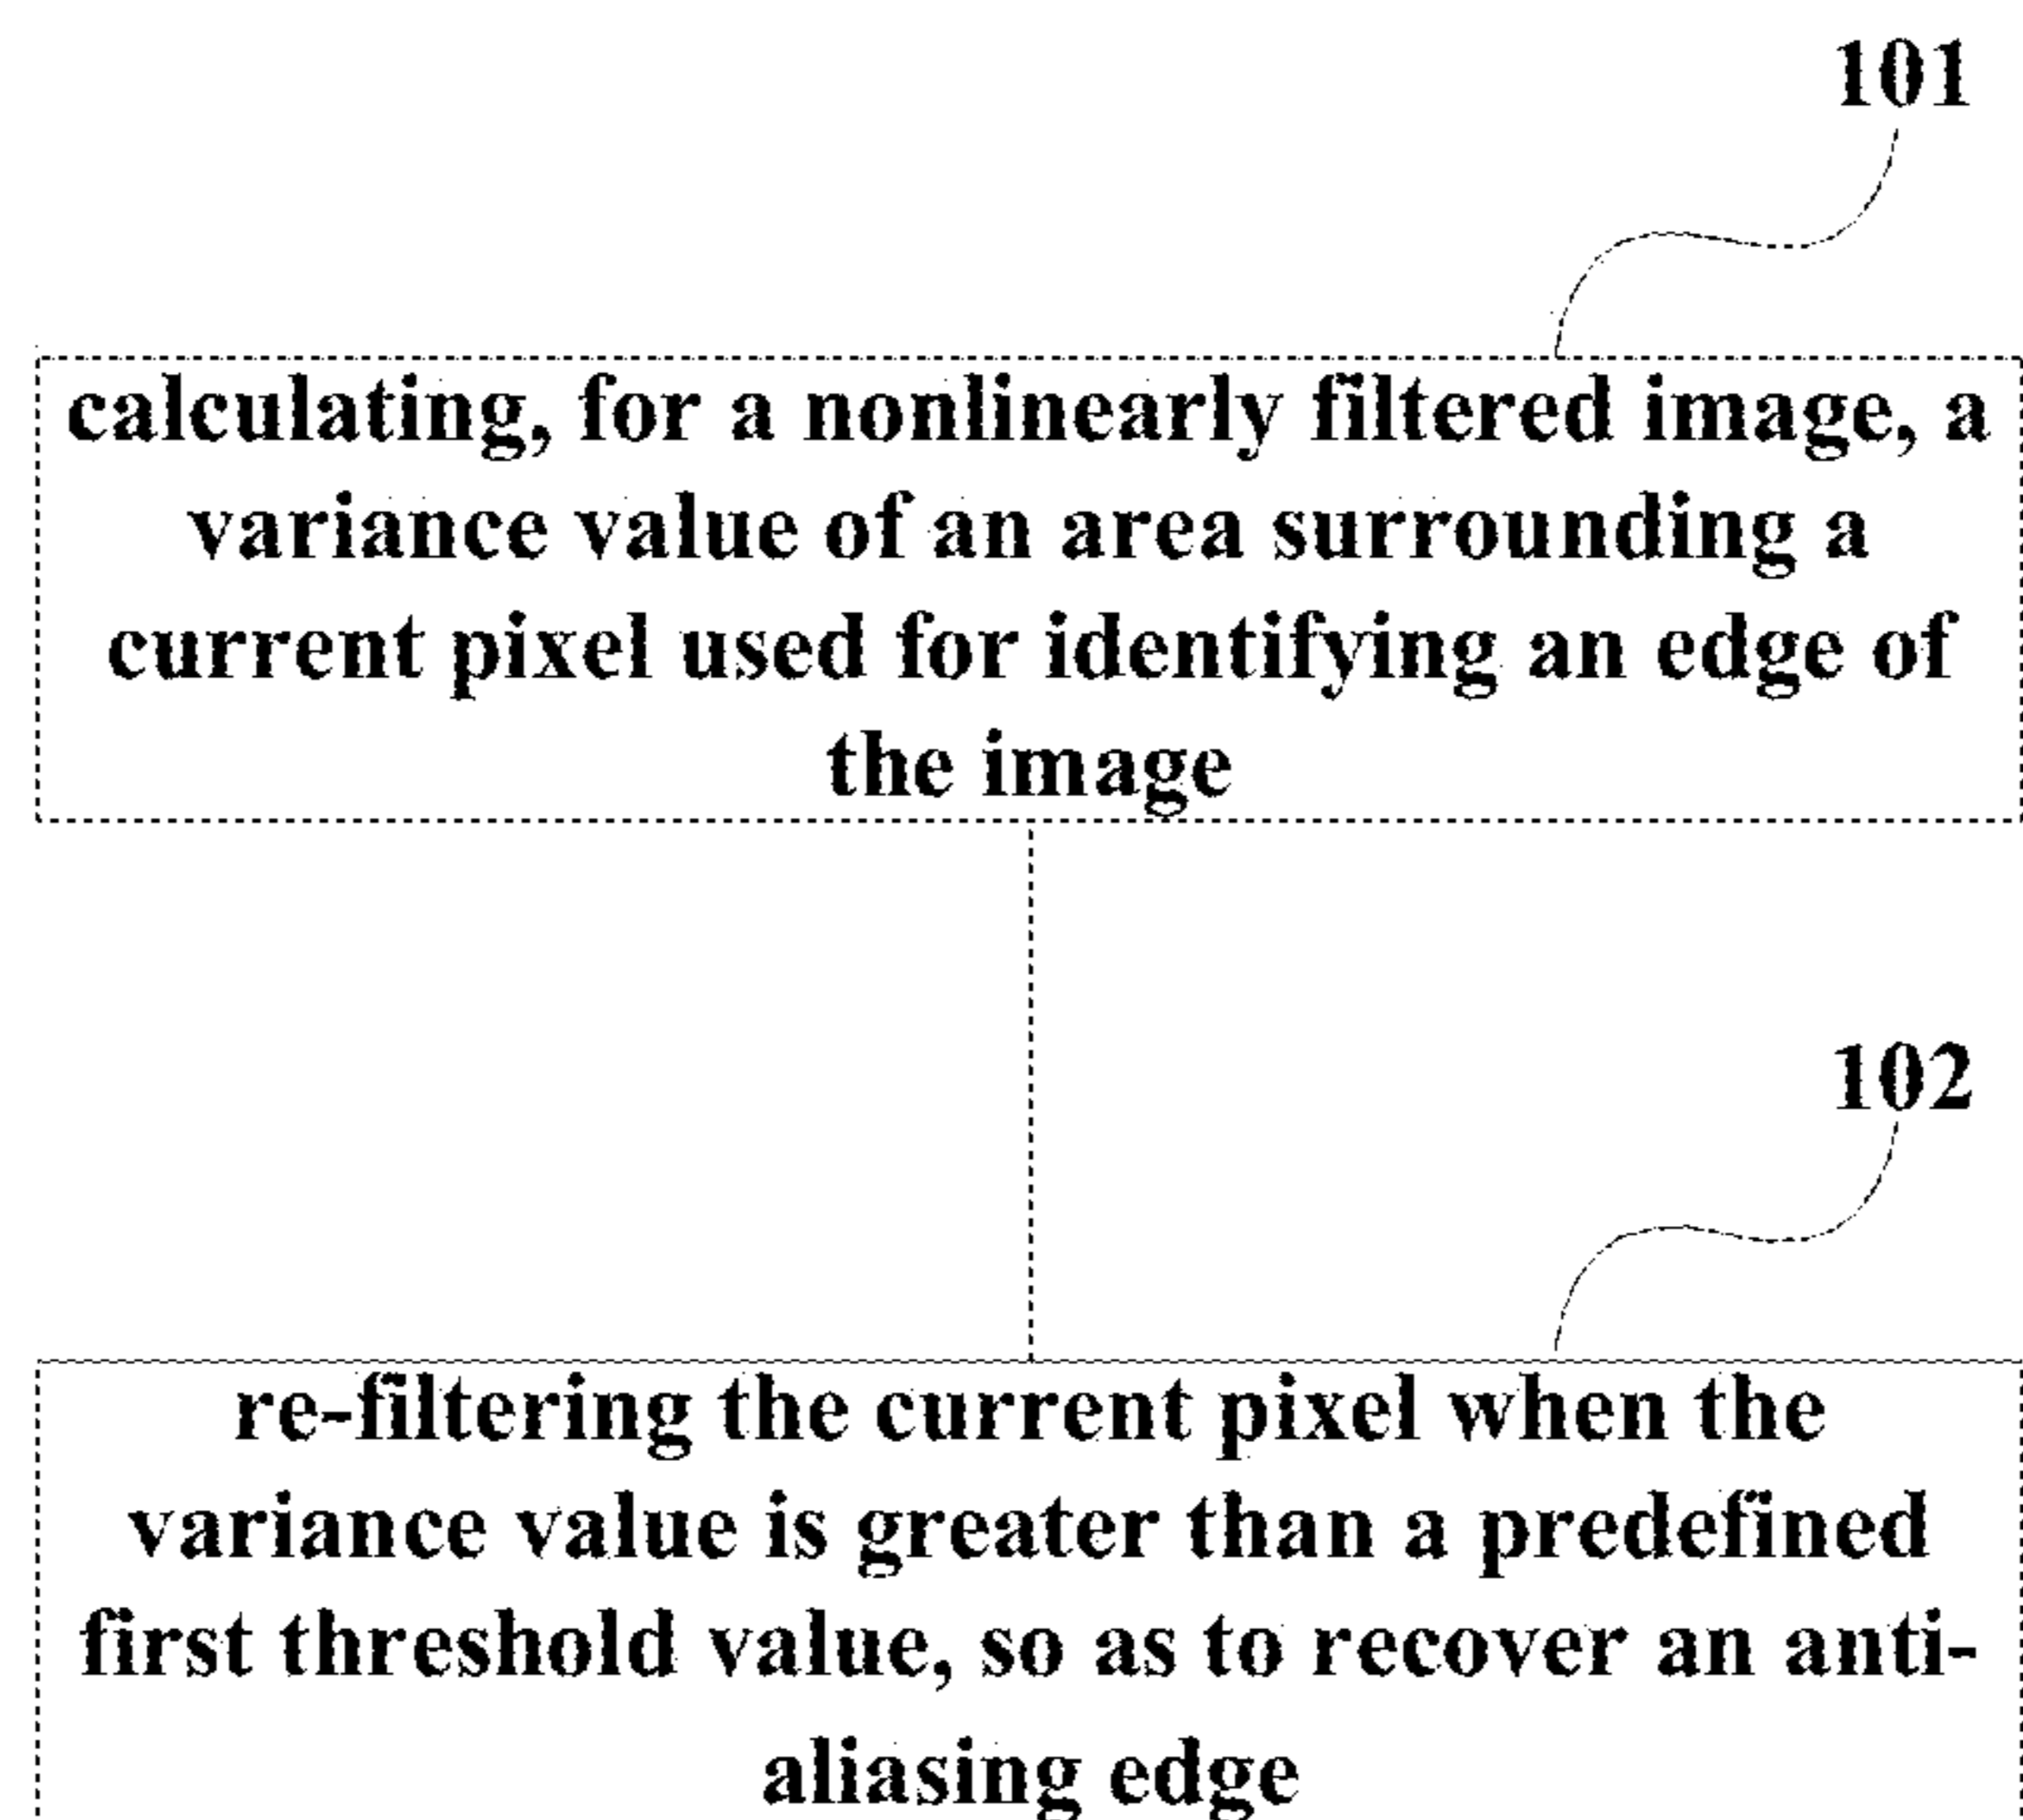 101
calculating, for a nonlinearly filtered image, a
variance value of an area surrounding a
current pixel used for identifying an edge of
the image
102
re-filtering the current pixel when the
variance value is greater than a predefined
first threshold value, so as to recover an anti-
aliasing edge